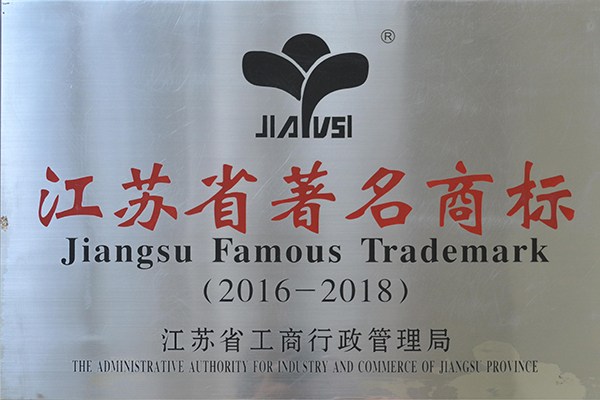 ®
JIAVSI
江苏省著名商标
Jiangsu Famous Trademark
(2016-2018)
江苏省工商行政管理局
THE ADMINISTRATIVE AUTHORITY FOR INDUSTRY AND COMMERCE OF JIANGSU PROVINCE